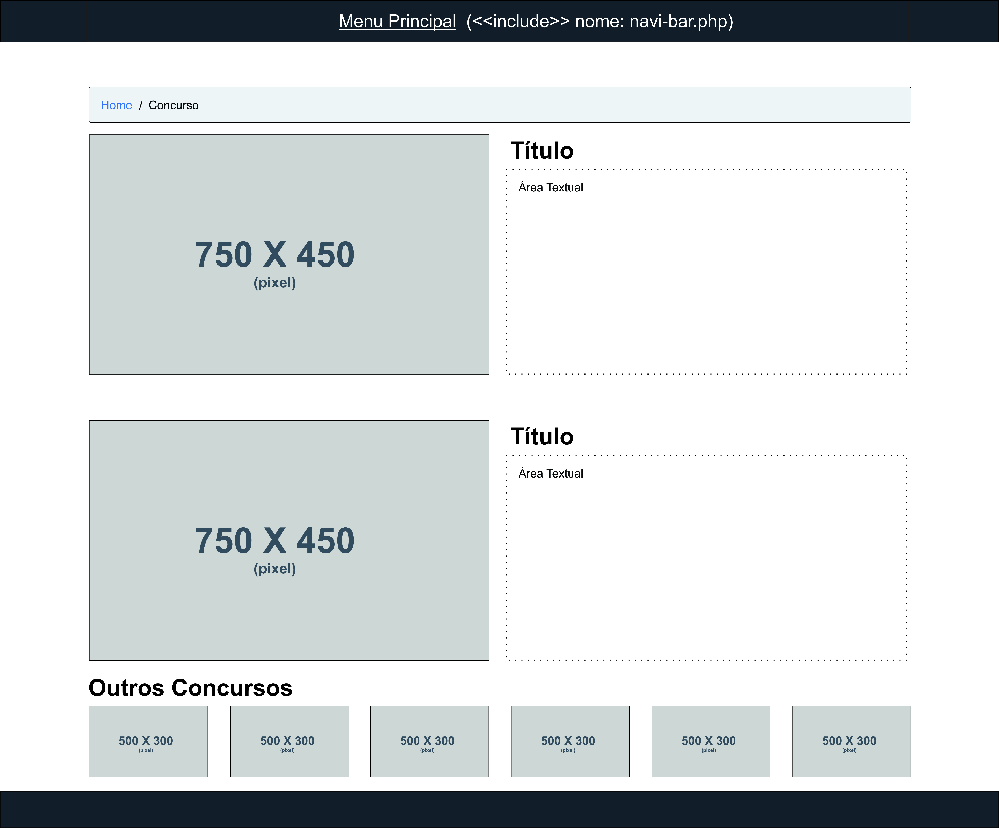 Menu Principal (<<include>> nome: navi-bar.php)
Home / Concurso
750 X 450
(pixel)
Título
Área Textual
750 X 450
(pixel)
Título
Área Textual
Outros Concursos
500 X 300
(pixel)
500 X 300
(pixel)
500 X 300
(pixel)
500 X 300
(pixel)
500 X 300
(pixel)
500 X 300
(pixel)